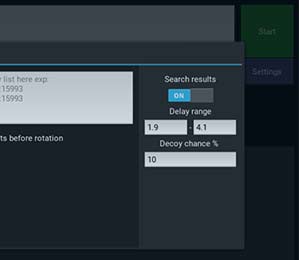 Start
Settings
list here exp:
:15993
:15993
ts before rotation
Search results
ON
Delay range
1.9 - 4.1
Decoy chance %
10